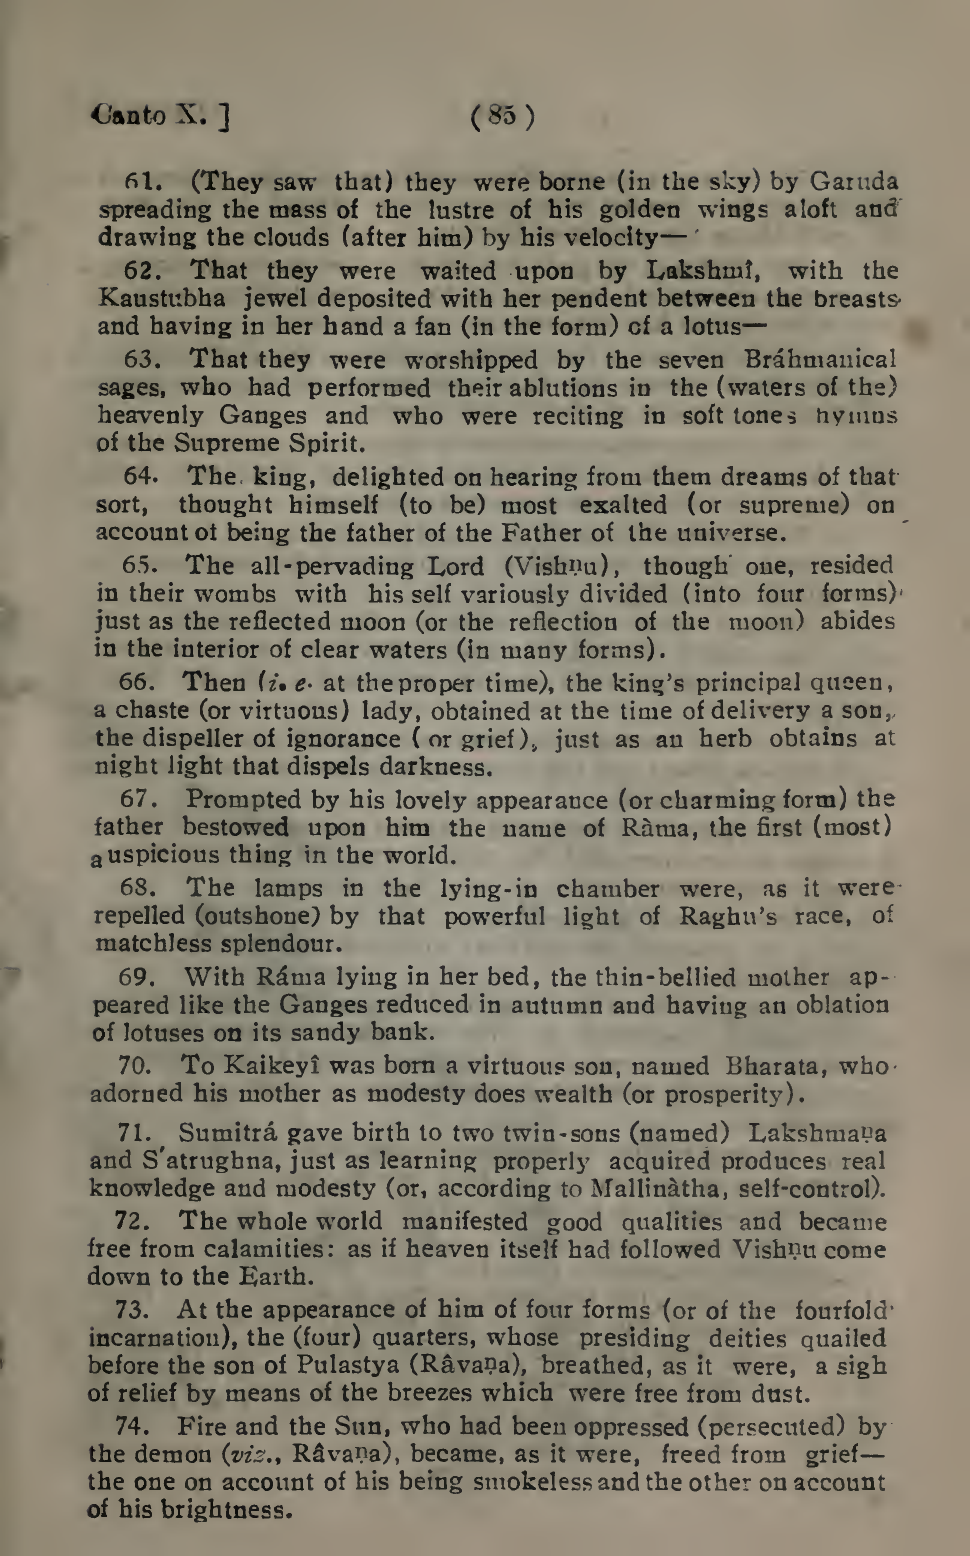 Canto X. ] ( 85 )
61. (They saw that) they were borne (in the sky) by Garuda
spreading the mass of the lustre of his golden wings aloft and
drawing the clouds (after him) by his velocity—
62. That they were waited upon by Lakshmî, with the
Kaustubha jewel deposited with her pendent between the breasts
and having in her hand a fan (in the form) of a lotus—
63. That they were worshipped by the seven Bráhmanical
sages, who had performed their ablutions in the (waters of the)
heavenly Ganges and who were reciting in soft tones hymns
of the Supreme Spirit.
64. The king, delighted on hearing from them dreams of that
sort, thought himself (to be) most exalted (or supreme) on
account of being the father of the Father of the universe.
65. The all-pervading Lord (Vishṇu), though one, resided
in their wombs with his self variously divided (into four forms)
just as the reflected moon (or the reflection of the moon) abides
in the interior of clear waters (in many forms).
66. Then (i. e. at the proper time), the king's principal queen,
a chaste (or virtuous) lady, obtained at the time of delivery a son,
the dispeller of ignorance ( or grief ), just as an herb obtains at
night light that dispels darkness.
67. Prompted by his lovely appearance (or charming form) the
father bestowed upon him the name of Ràma, the first (most)
auspicious thing in the world.
68. The lamps in the lying-in chamber were, as it were
repelled (outshone) by that powerful light of Raghu's race, of
matchless splendour.
69. With Ráma lying in her bed, the thin-bellied mother ap-
peared like the Ganges reduced in autumn and having an oblation
of lotuses on its sandy bank.
70. To Kaikeyî was born a virtuous son, named Bharata, who
adorned his mother as modesty does wealth (or prosperity).
71. Sumitrá gave birth to two twin-sons (named) Lakshmaṇa
and S'atrughna, just as learning properly acquired produces real
knowledge and modesty (or, according to Mallinàtha, self-control).
72. The whole world manifested good qualities and became
free from calamities: as if heaven itself had followed Vishṇu come
down to the Earth.
73. At the appearance of him of four forms (or of the fourfold
incarnation), the (four) quarters, whose presiding deities quailed
before the son of Pulastya (Râvaṇa), breathed, as it were, a sigh
of relief by means of the breezes which were free from dust.
74. Fire and the Sun, who had been oppressed (persecuted) by
the demon (viz., Râvaṇa), became, as it were, freed from grief—
the one on account of his being smokeless and the other on account
of his brightness.